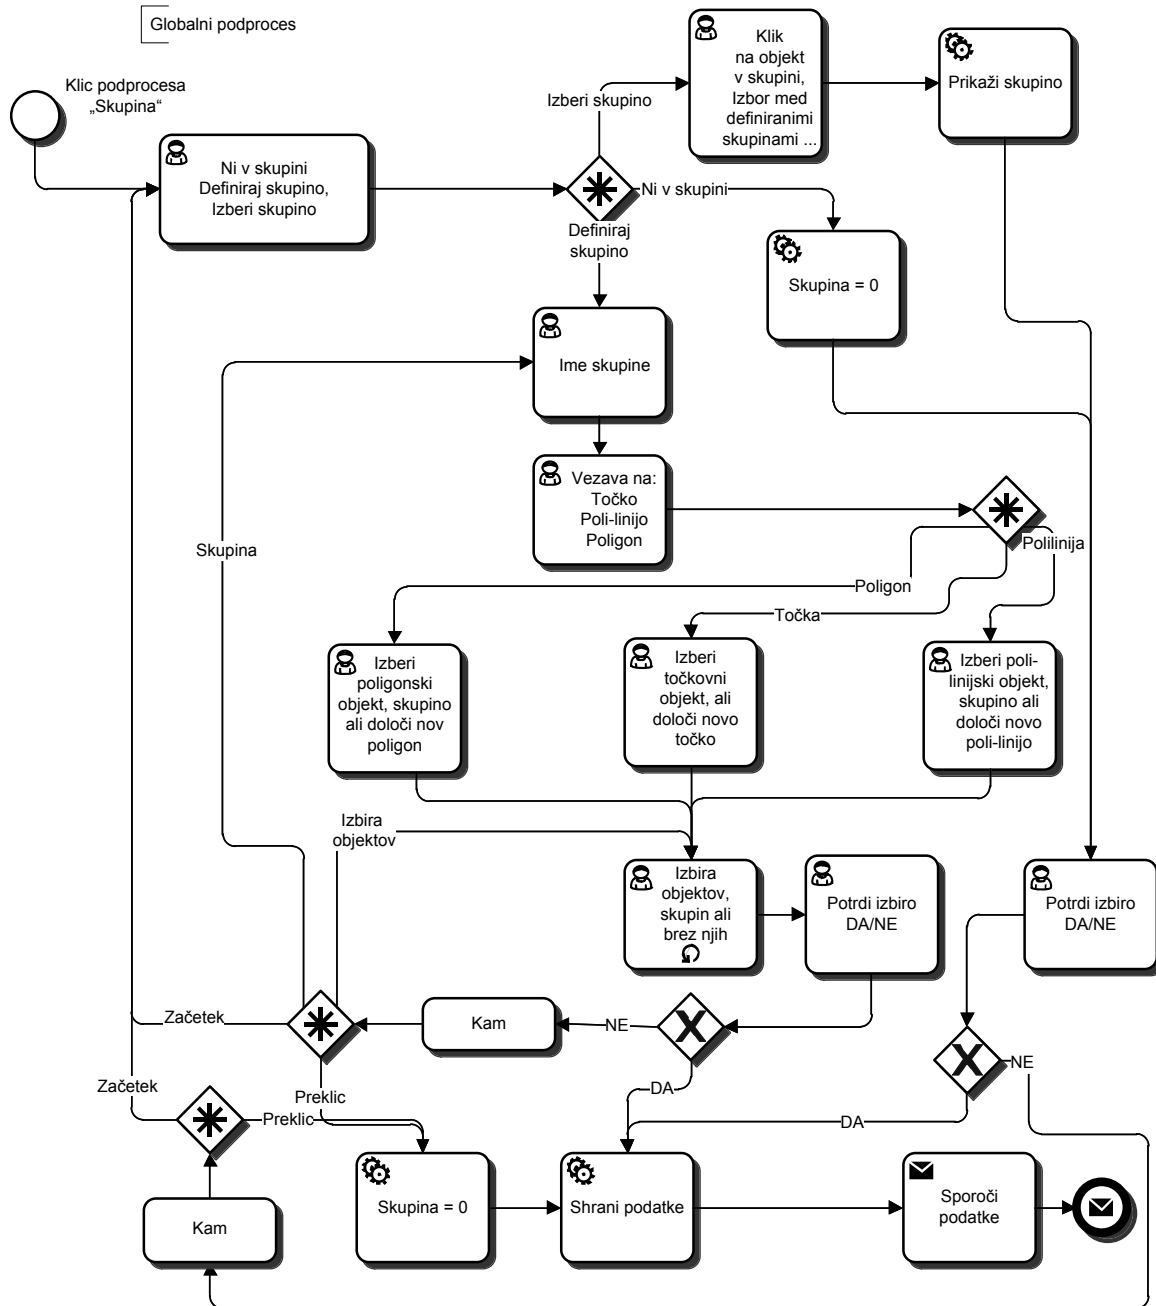 Globalni podproces
Klic podprocesa
„Skupina“
Ni v skupini
Definiraj skupino,
Izberi skupino
Izberi skupino
Klik
na objekt
v skupini,
Izbor med
definiranimi
skupinami ...
Prikaži skupino
Ni v skupini
Definiraj
skupino
Skupina = 0
Ime skupine
Vezava na:
Točko
Poli-linijo
Poligon
Skupina
Polilinija
Poligon
Točka
Izberi
poligonski
objekt, skupino
ali določi nov
poligon
Izberi
točkovni
objekt, ali
določi novo
točko
Izberi poli-
linijski objekt,
skupino ali
določi novo
poli-linijo
Izbira
objektov
Izbira
objektov,
skupin ali
brez njih
Potrdi izbiro
DA/NE
Potrdi izbiro
DA/NE
Začetek
Kam
NE
DA
NE
Začetek
Preklic
Preklic
DA
Kam
Skupina = 0
Shrani podatke
Sporoči
podatke